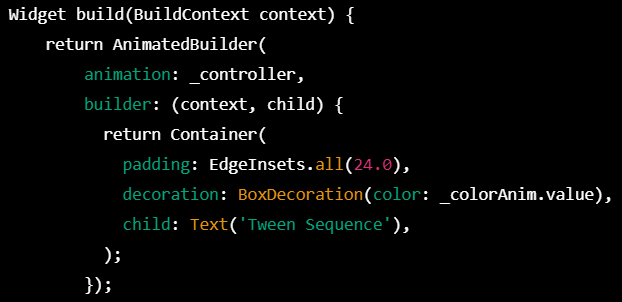 Widget build(BuildContext context) {
return AnimatedBuilder(
animation: _controller,
builder: (context, child) {
return Container(
padding: EdgeInsets.all(24.0),
decoration: BoxDecoration(color: _colorAnim.value),
child: Text('Tween Sequence'),
);
});